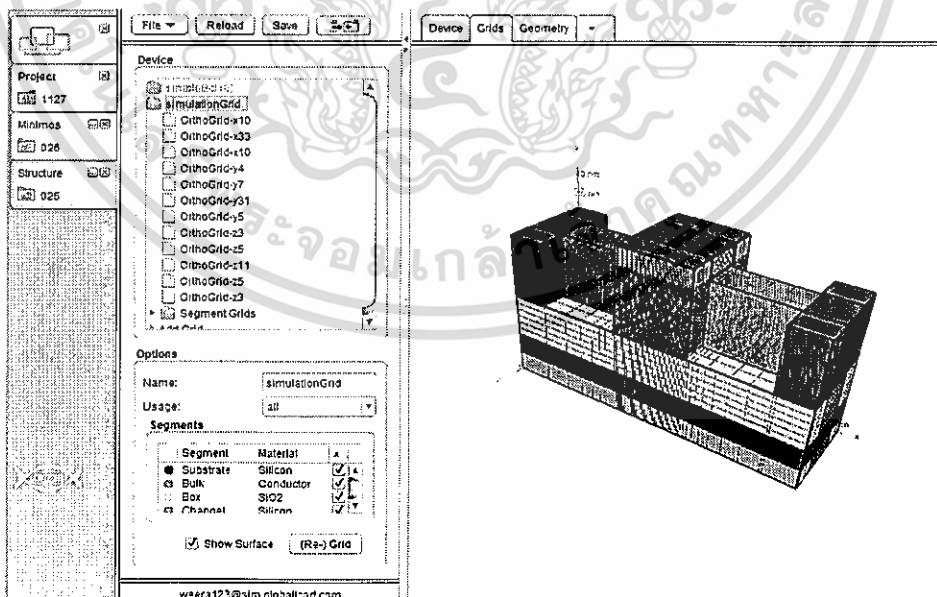 File Reload Save
Device Grids Geometry
Project
1127
Minimos
026
Structure
025
Device
simulationGrid
OrthoGrid-x10
OrthoGrid-x33
OrthoGrid-x10
OrthoGrid-y4
OrthoGrid-y7
OrthoGrid-y31
OrthoGrid-y5
OrthoGrid-z3
OrthoGrid-z5
OrthoGrid-z11
OrthoGrid-z5
OrthoGrid-z3
Segment Grids
Add Grid
Options
Name: simulationGrid
Usage: all
Segments
Segment Material x
Substrate Silicon
Bulk Conductor
Box SiO2
Channel Silicon
Show Surface (Re-) Grid
x